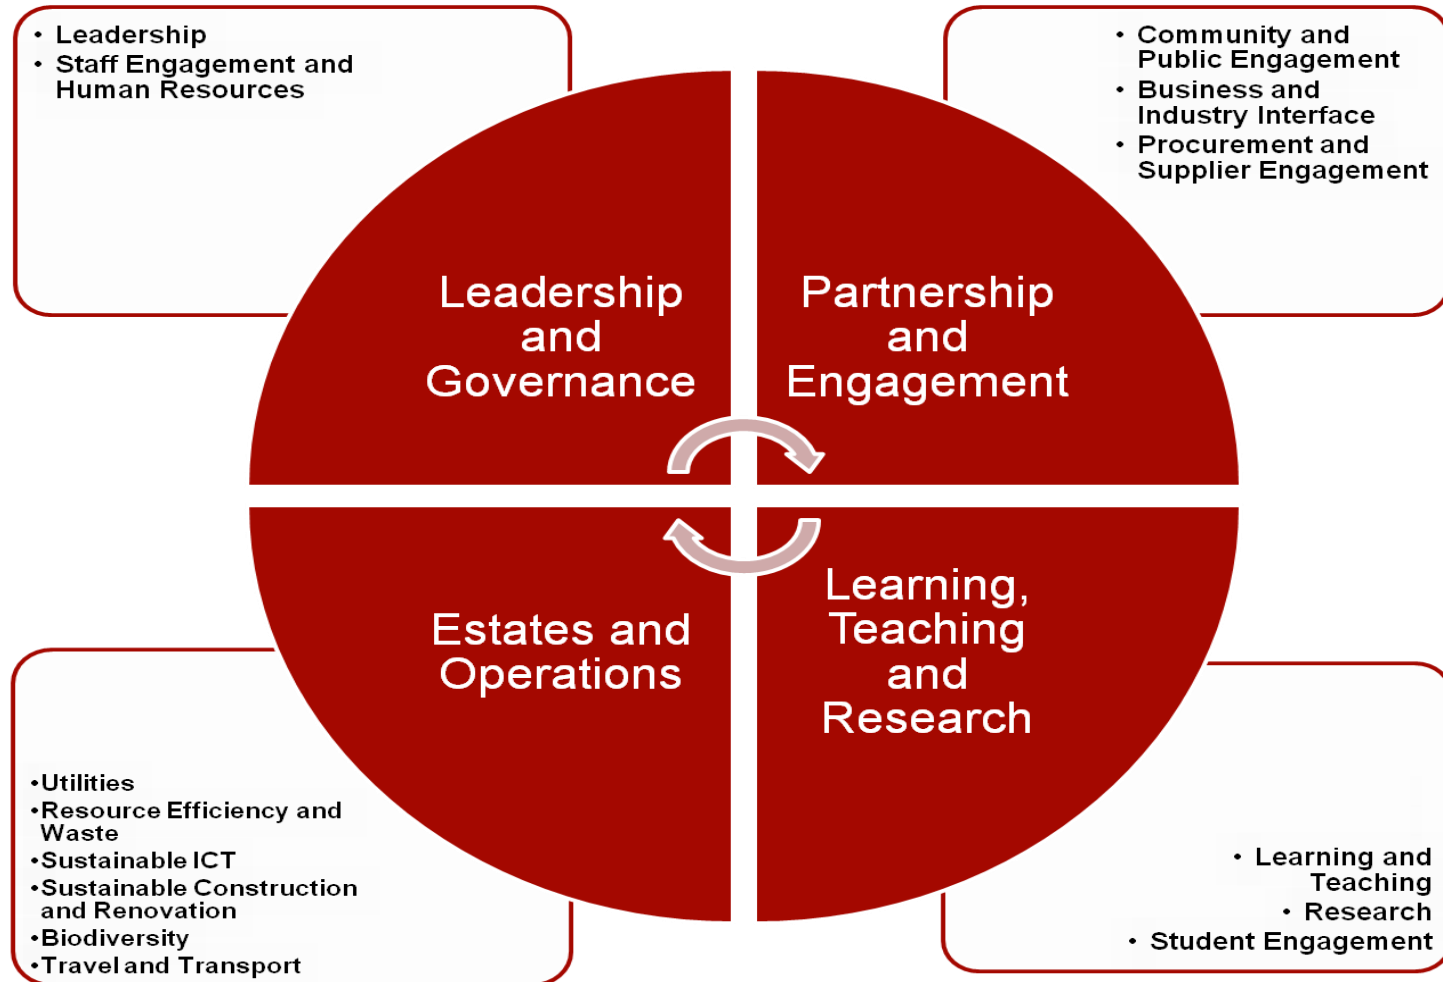 • Leadership
• Staff Engagement and
Human Resources
• Community and
Public Engagement
• Business and
Industry Interface
• Procurement and
Supplier Engagement
Leadership
and
Governance
Partnership
and
Engagement
Estates and
Operations
Learning,
Teaching
and
Research
•Utilities
•Resource Efficiency and
Waste
•Sustainable ICT
•Sustainable Construction
and Renovation
•Biodiversity
•Travel and Transport
• Learning and
Teaching
• Research
• Student Engagement